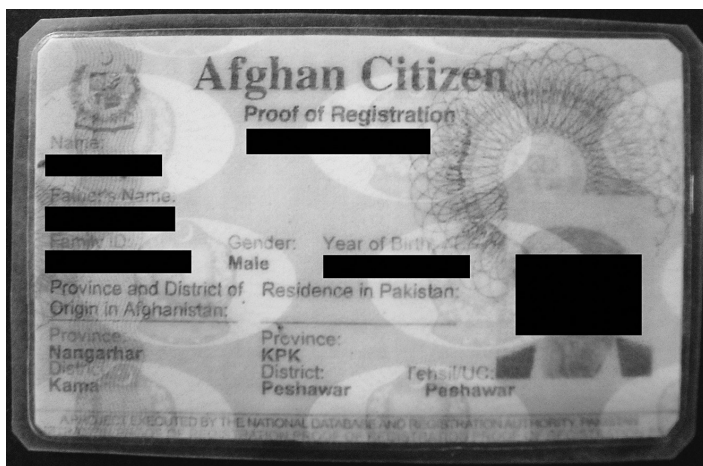 Afghan Citizen
Proof of Registration
Name:
Father's Name:
Family ID:
Gender: Year of Birth:
Male
Province and District of Residence in Pakistan:
Origin in Afghanistan:
Province: Province:
Nangarhar KPK
District: District: Tehsil/UC:
Kama Peshawar Peshawar
A PROJECT EXECUTED BY THE NATIONAL DATABASE AND REGISTRATION AUTHORITY, PAKISTAN